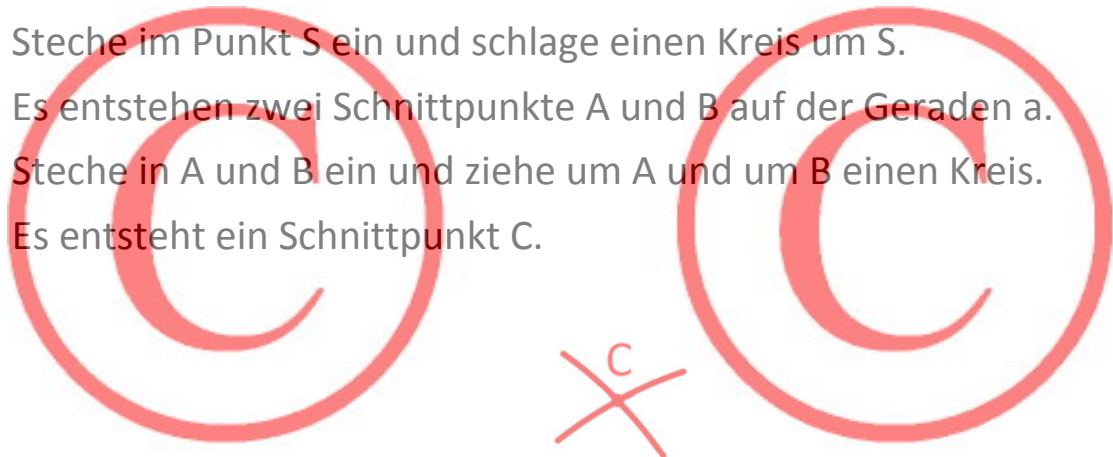 Steche im Punkt S ein und schlage einen Kreis um S.
Es entstehen zwei Schnittpunkte A und B auf der Geraden a.
Steche in A und B ein und ziehe um A und um B einen Kreis.
Es entsteht ein Schnittpunkt C.
© ©
C